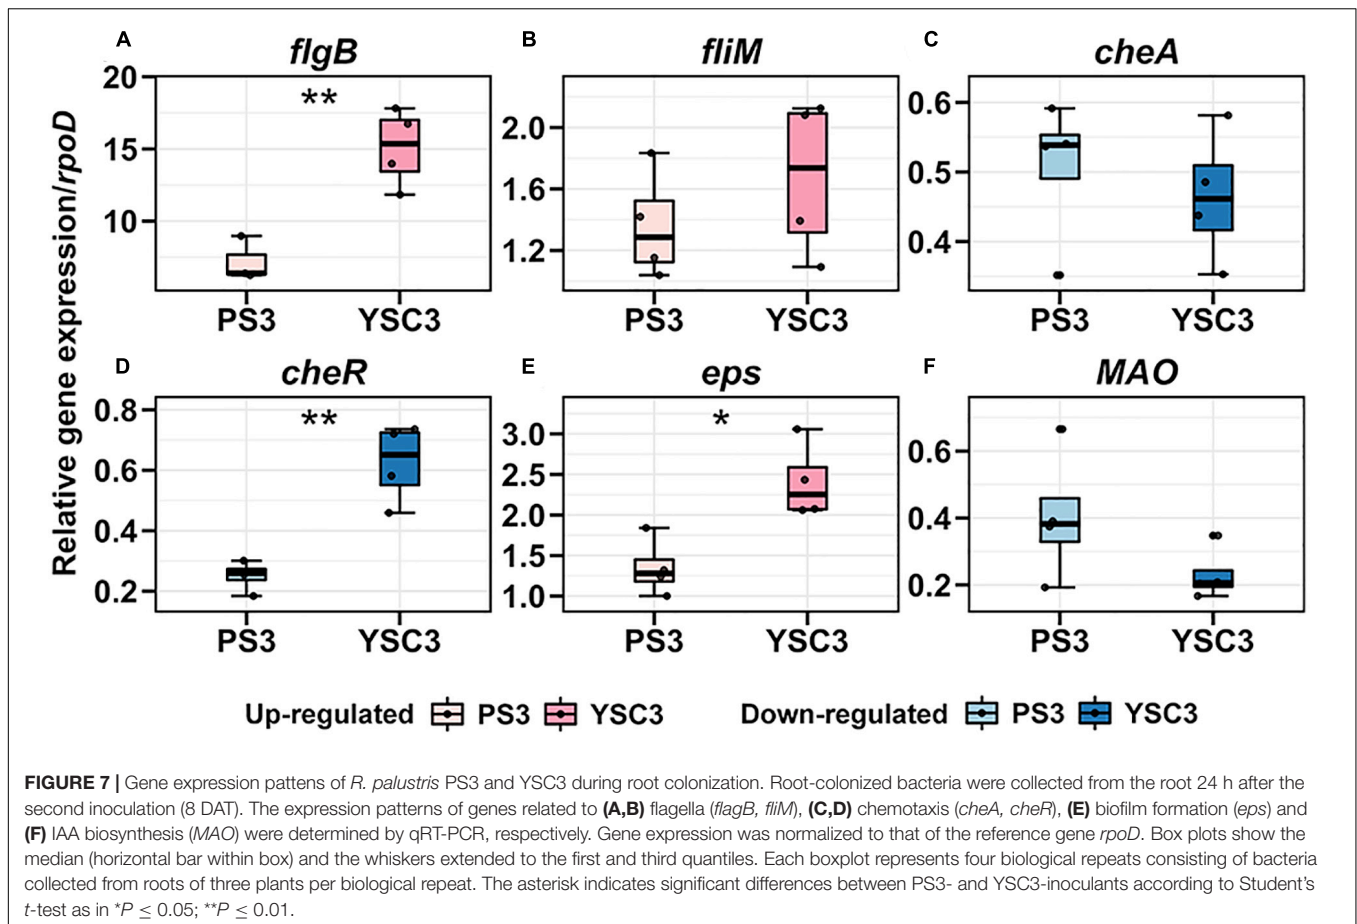 A
flgB
B
fliM
C
cheA
Relative gene expression/rpoD
20
15
10
**
PS3
YSC3
2.0
1.6
1.2
PS3
YSC3
0.6
0.5
0.4
PS3
YSC3
D
cheR
E
eps
F
MAO
0.8
0.6
0.4
0.2
**
PS3
YSC3
3.0
2.5
2.0
1.5
1.0
*
PS3
YSC3
0.6
0.4
0.2
PS3
YSC3
Up-regulated PS3 YSC3 Down-regulated PS3 YSC3
FIGURE 7 | Gene expression pattens of R. palustris PS3 and YSC3 during root colonization. Root-colonized bacteria were collected from the root 24 h after the
second inoculation (8 DAT). The expression patterns of genes related to (A,B) flagella (flagB, fliM), (C,D) chemotaxis (cheA, cheR), (E) biofilm formation (eps) and
(F) IAA biosynthesis (MAO) were determined by qRT-PCR, respectively. Gene expression was normalized to that of the reference gene rpoD. Box plots show the
median (horizontal bar within box) and the whiskers extended to the first and third quantiles. Each boxplot represents four biological repeats consisting of bacteria
collected from roots of three plants per biological repeat. The asterisk indicates significant differences between PS3- and YSC3-inoculants according to Student's
t-test as in *P ≤ 0.05; **P ≤ 0.01.